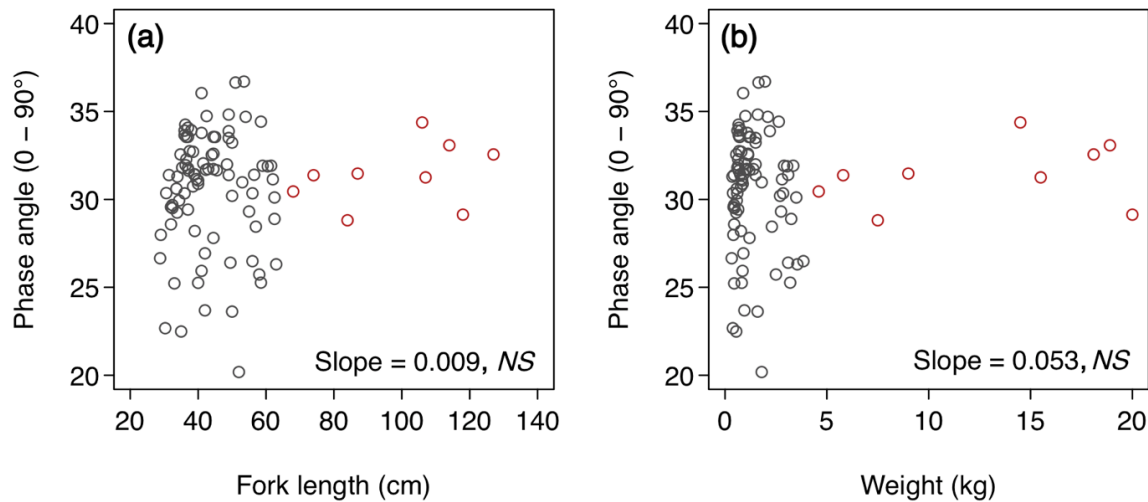 (a)
Phase angle (0 – 90°)
40
35
30
25
20
Slope = 0.009, NS
20 40 60 80 100 120 140
Fork length (cm)
(b)
Phase angle (0 – 90°)
40
35
30
25
20
Slope = 0.053, NS
0 5 10 15 20
Weight (kg)